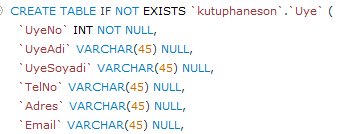 CREATE TABLE IF NOT EXISTS `kutuphaneson`.`Uye` (
`UyeNo` INT NOT NULL,
`UyeAdi` VARCHAR(45) NULL,
`UyeSoyadi` VARCHAR(45) NULL,
`TelNo` VARCHAR(45) NULL,
`Adres` VARCHAR(45) NULL,
`Email` VARCHAR(45) NULL,